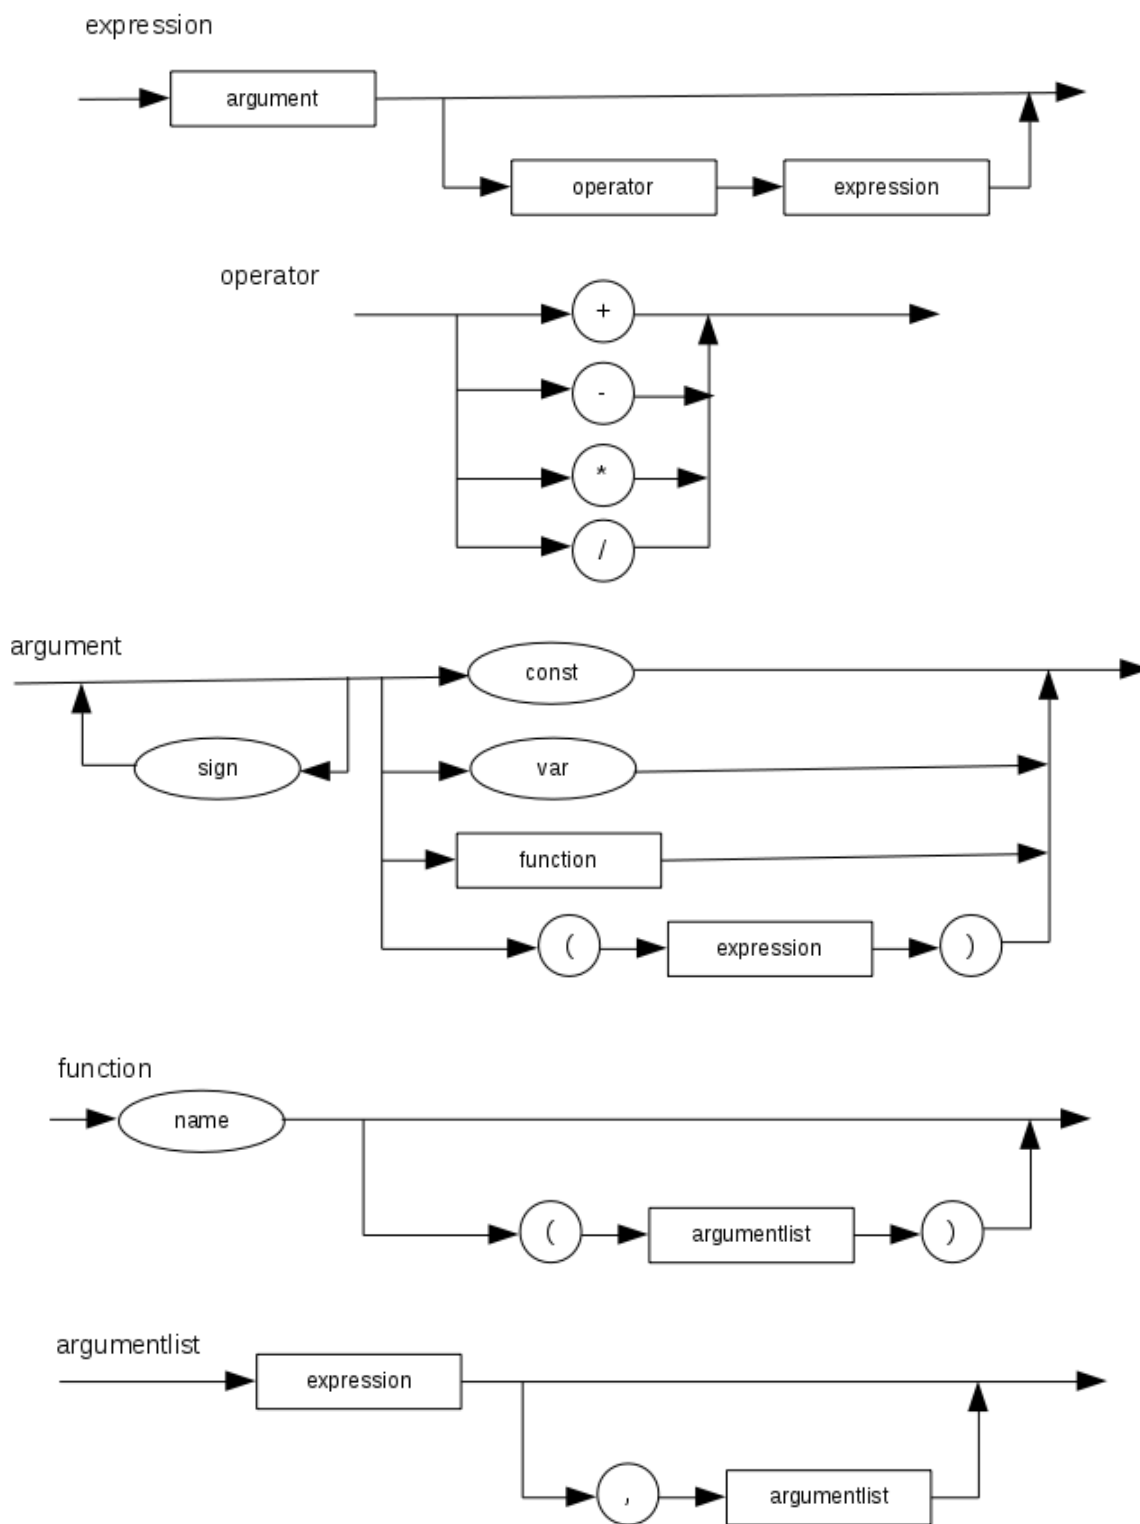 expression
argument
operator expression
operator
+
-
*
/
argument
const
sign var
function
( expression )
function
name
( argumentlist )
argumentlist
expression
, argumentlist